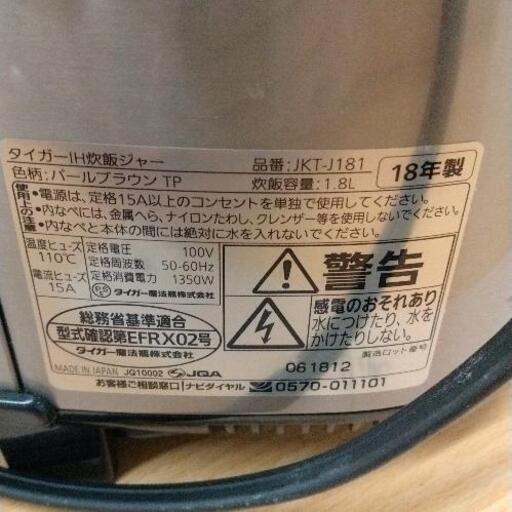 タイガーIH炊飯ジャー 品番:JKT-J181 18年製
色柄:パールブラウン TP 炊飯容量:1.8L
使用上の注意
●電源は、定格15A以上のコンセントを単独で使用してください。
●内なべには、金属へら、ナイロンたわし、クレンザー等を使用しないでください。
●内なべと本体の間には絶対に水を入れないでください。
温度ヒューズ 110℃
電流ヒューズ 15A
定格電圧 100V
定格周波数 50-60Hz
定格消費電力 1350W
タイガー魔法瓶株式会社
総務省基準適合
型式確認第EFRX02号
タイガー魔法瓶株式会社
警告
感電のおそれあり
水につけたり、水を
かけたりしない。
製造ロット番号
061812
MADE IN JAPAN JQ10002 JQA
お客様ご相談窓口 ナビダイヤル 0570-011101